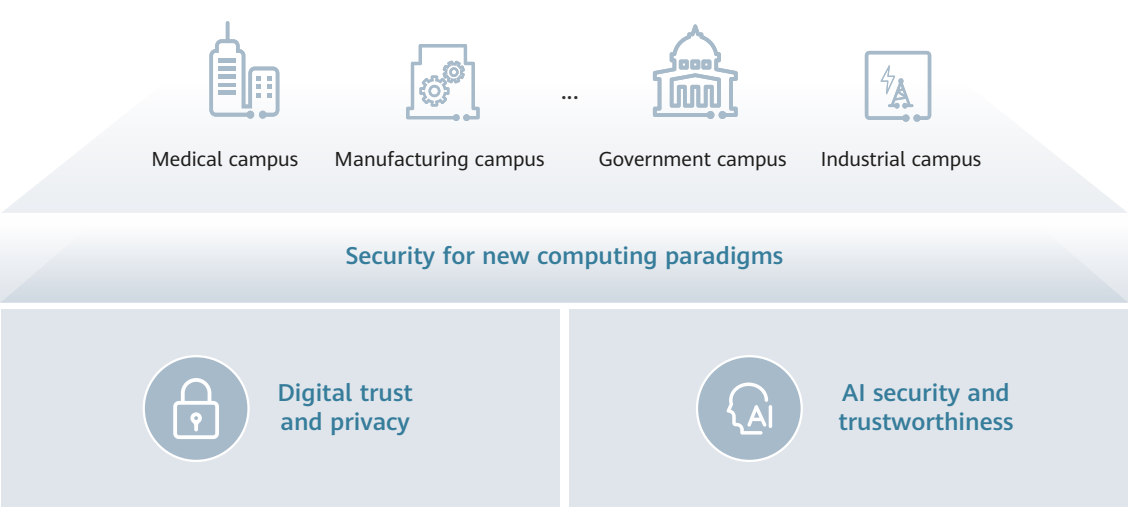 ...
Medical campus
Manufacturing campus
Government campus
Industrial campus
Security for new computing paradigms
Digital trust
and privacy
AI
AI security and
trustworthiness